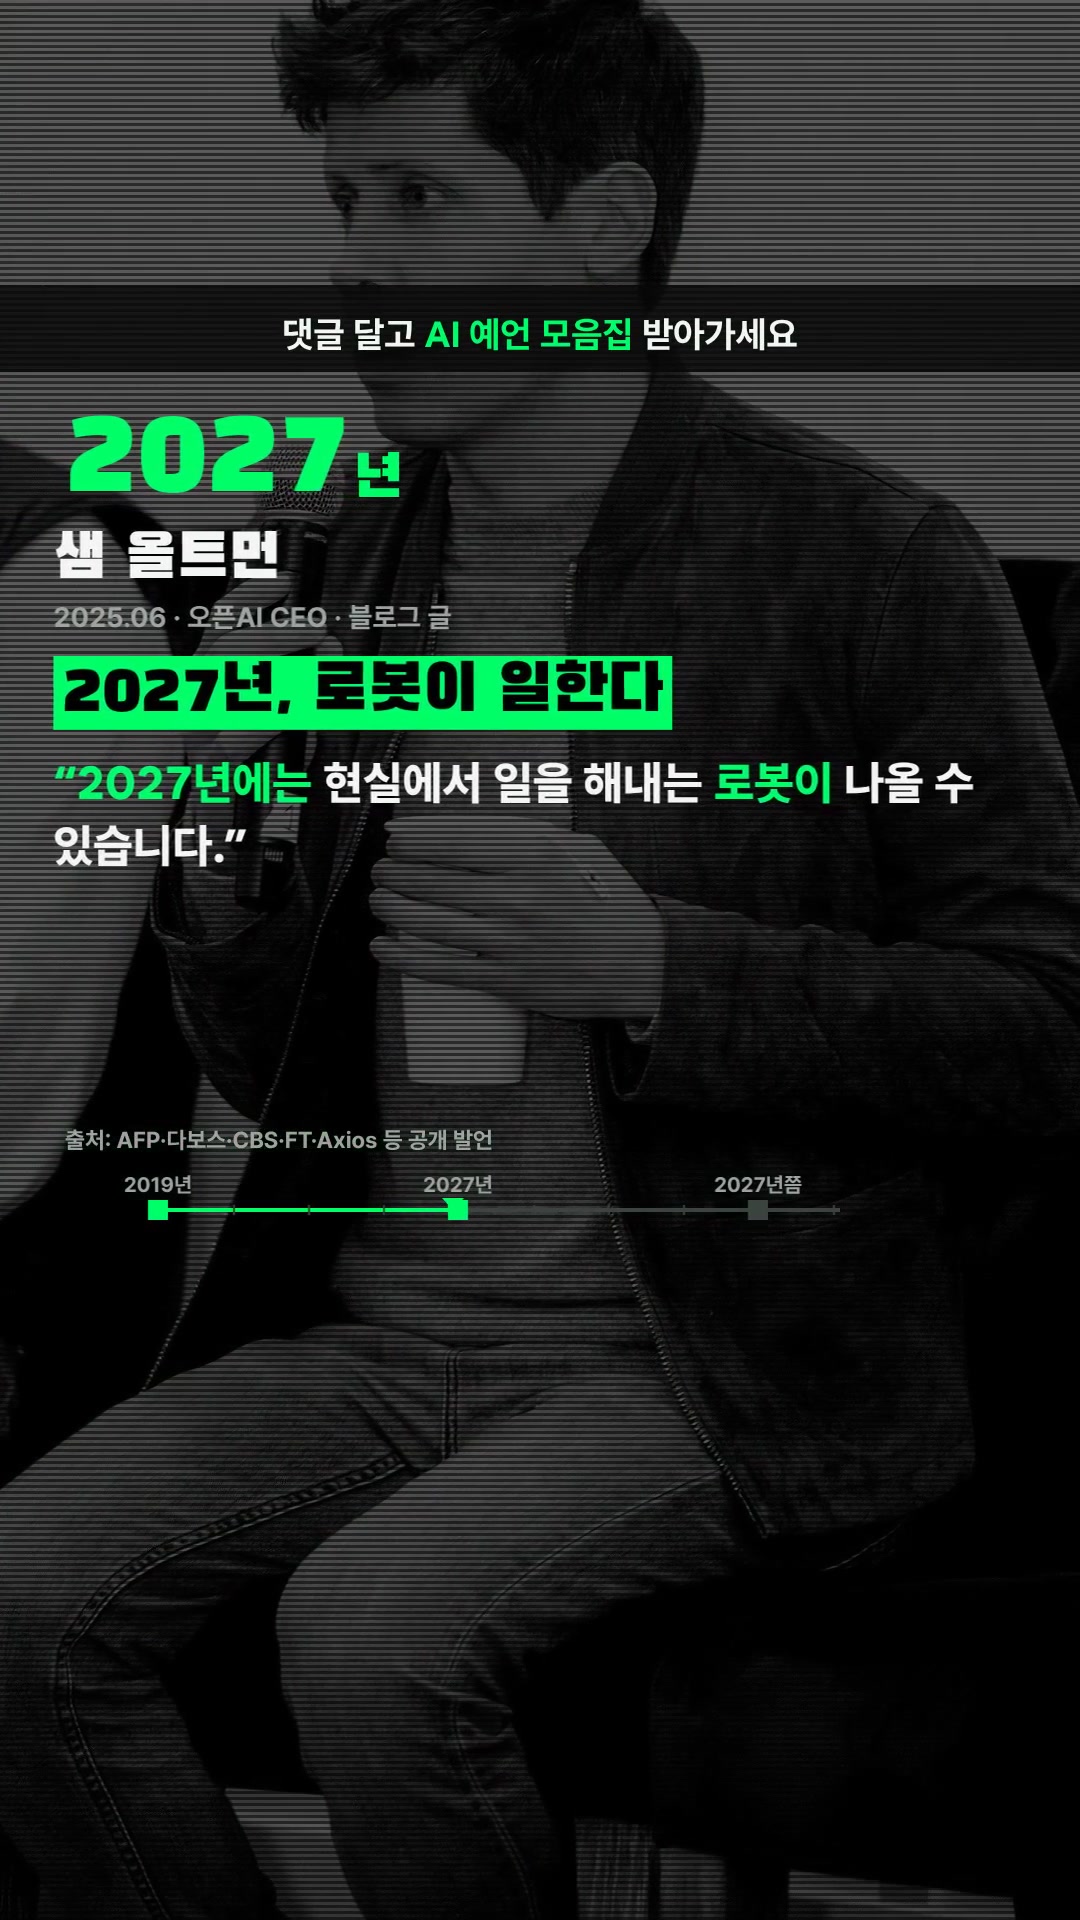 댓글 달고 AI 예언 모음집 받아가세요
2027년
샘 올트먼
2025.06 · 오픈AI CEO · 블로그 글
2027년, 로봇이 일한다
“2027년에는 현실에서 일을 해내는 로봇이 나올 수
있습니다.”
출처: AFP·다보스·CBS·FT·Axios 등 공개 발언
2019년 2027년 2027년쯤